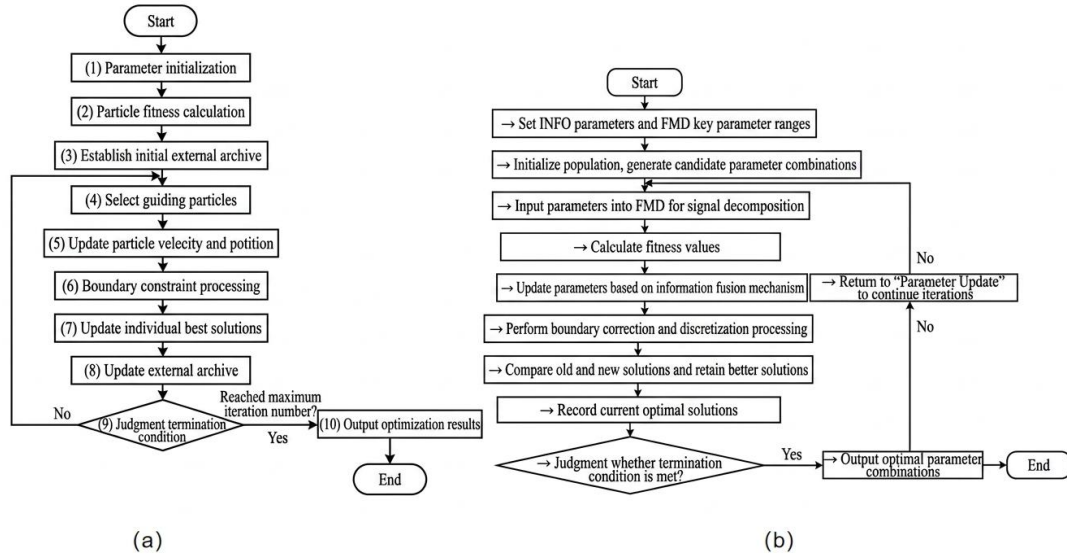 Start
(1) Parameter initialization
(2) Particle fitness calculation
(3) Establish initial external archive
(4) Select guiding particles
(5) Update particle velecity and potition
(6) Boundary constraint processing
(7) Update individual best solutions
(8) Update external archive
(9) Judgment termination
condition
No
Reached maximum
iteration number?
Yes
(10) Output optimization results
End
(a)
Start
→ Set INFO parameters and FMD key parameter ranges
→ Initialize population, generate candidate parameter combinations
→ Input parameters into FMD for signal decomposition
→ Calculate fitness values
→ Update parameters based on information fusion mechanism
→ Perform boundary correction and discretization processing
→ Compare old and new solutions and retain better solutions
→ Record current optimal solutions
→ Judgment whether termination
condition is met?
Yes
→ Output optimal parameter
combinations
End
No
→ Return to “Parameter Update”
to continue iterations
No
(b)